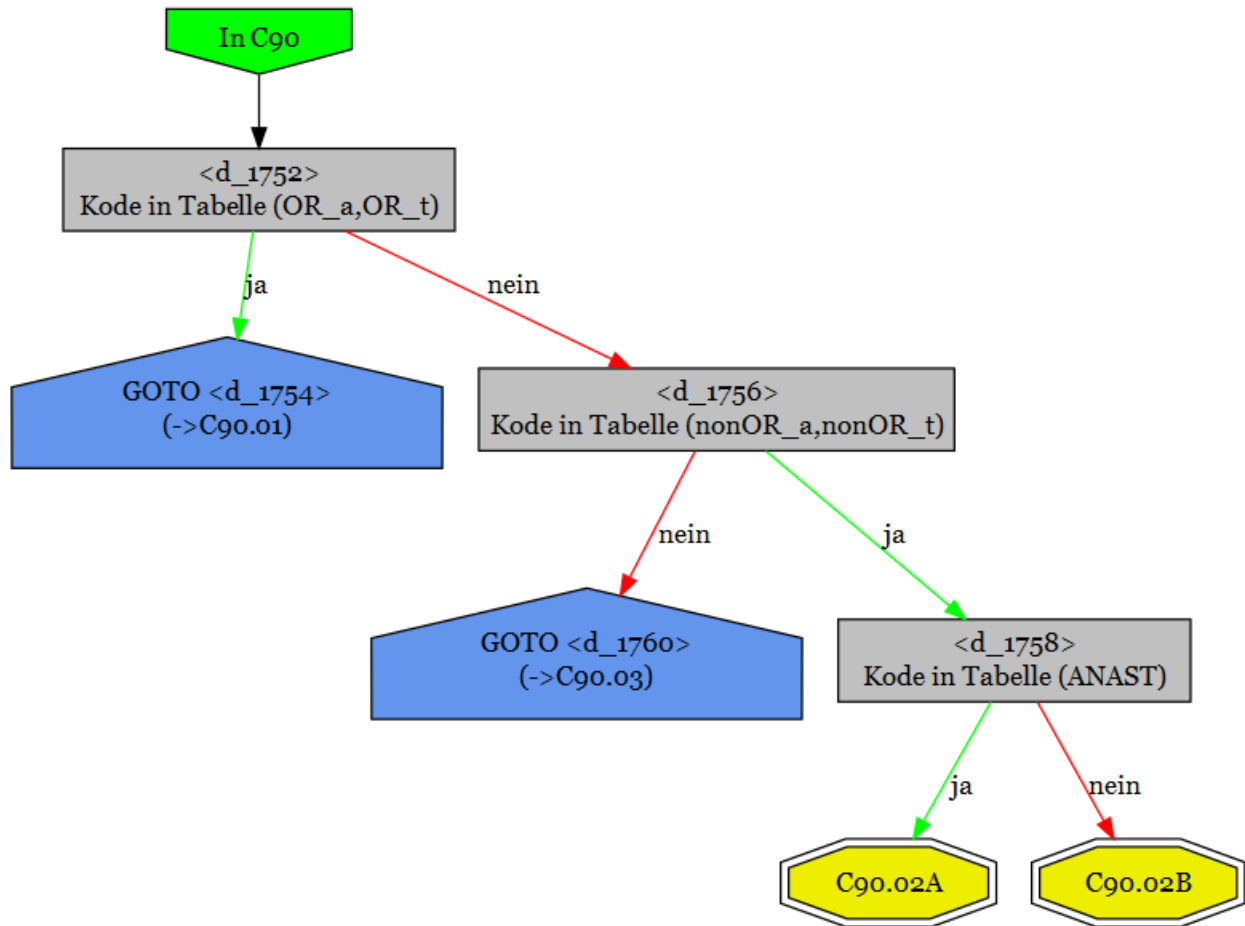 In C90
<d_1752>
Kode in Tabelle (OR_a,OR_t)
ja
nein
GOTO <d_1754>
(->C90.01)
<d_1756>
Kode in Tabelle (nonOR_a,nonOR_t)
nein
ja
GOTO <d_1760>
(->C90.03)
<d_1758>
Kode in Tabelle (ANAST)
ja
nein
C90.02A
C90.02B